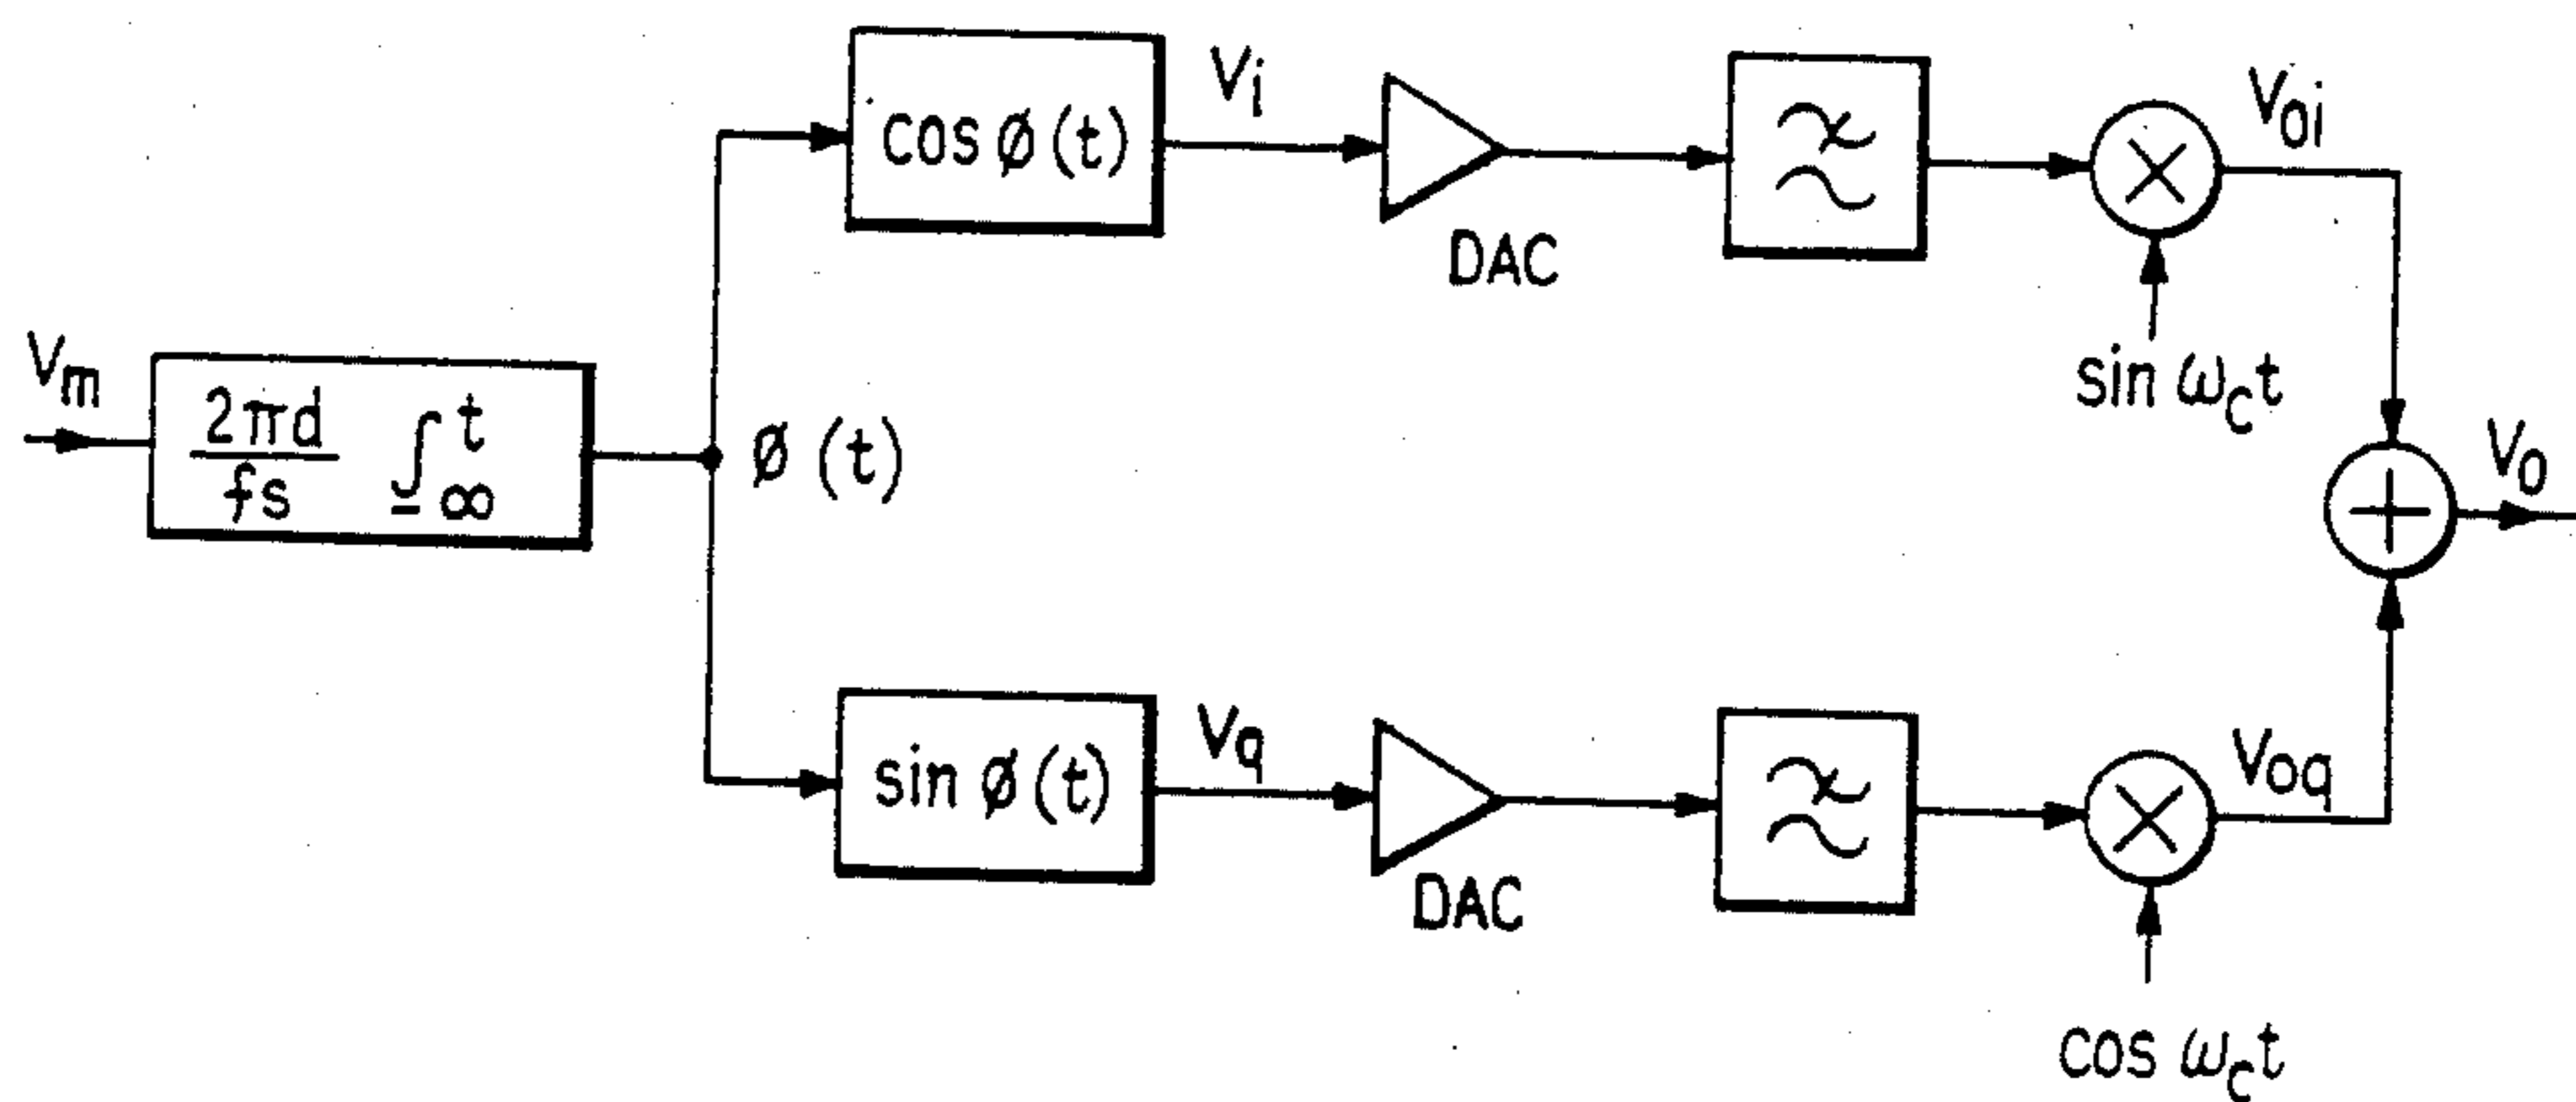 Vm
2πd/fs ∫_-∞^t
ø (t)
cos ø (t)
Vi
DAC
Voi
sin ωct
sin ø (t)
Vq
DAC
Voq
cos ωct
Vo